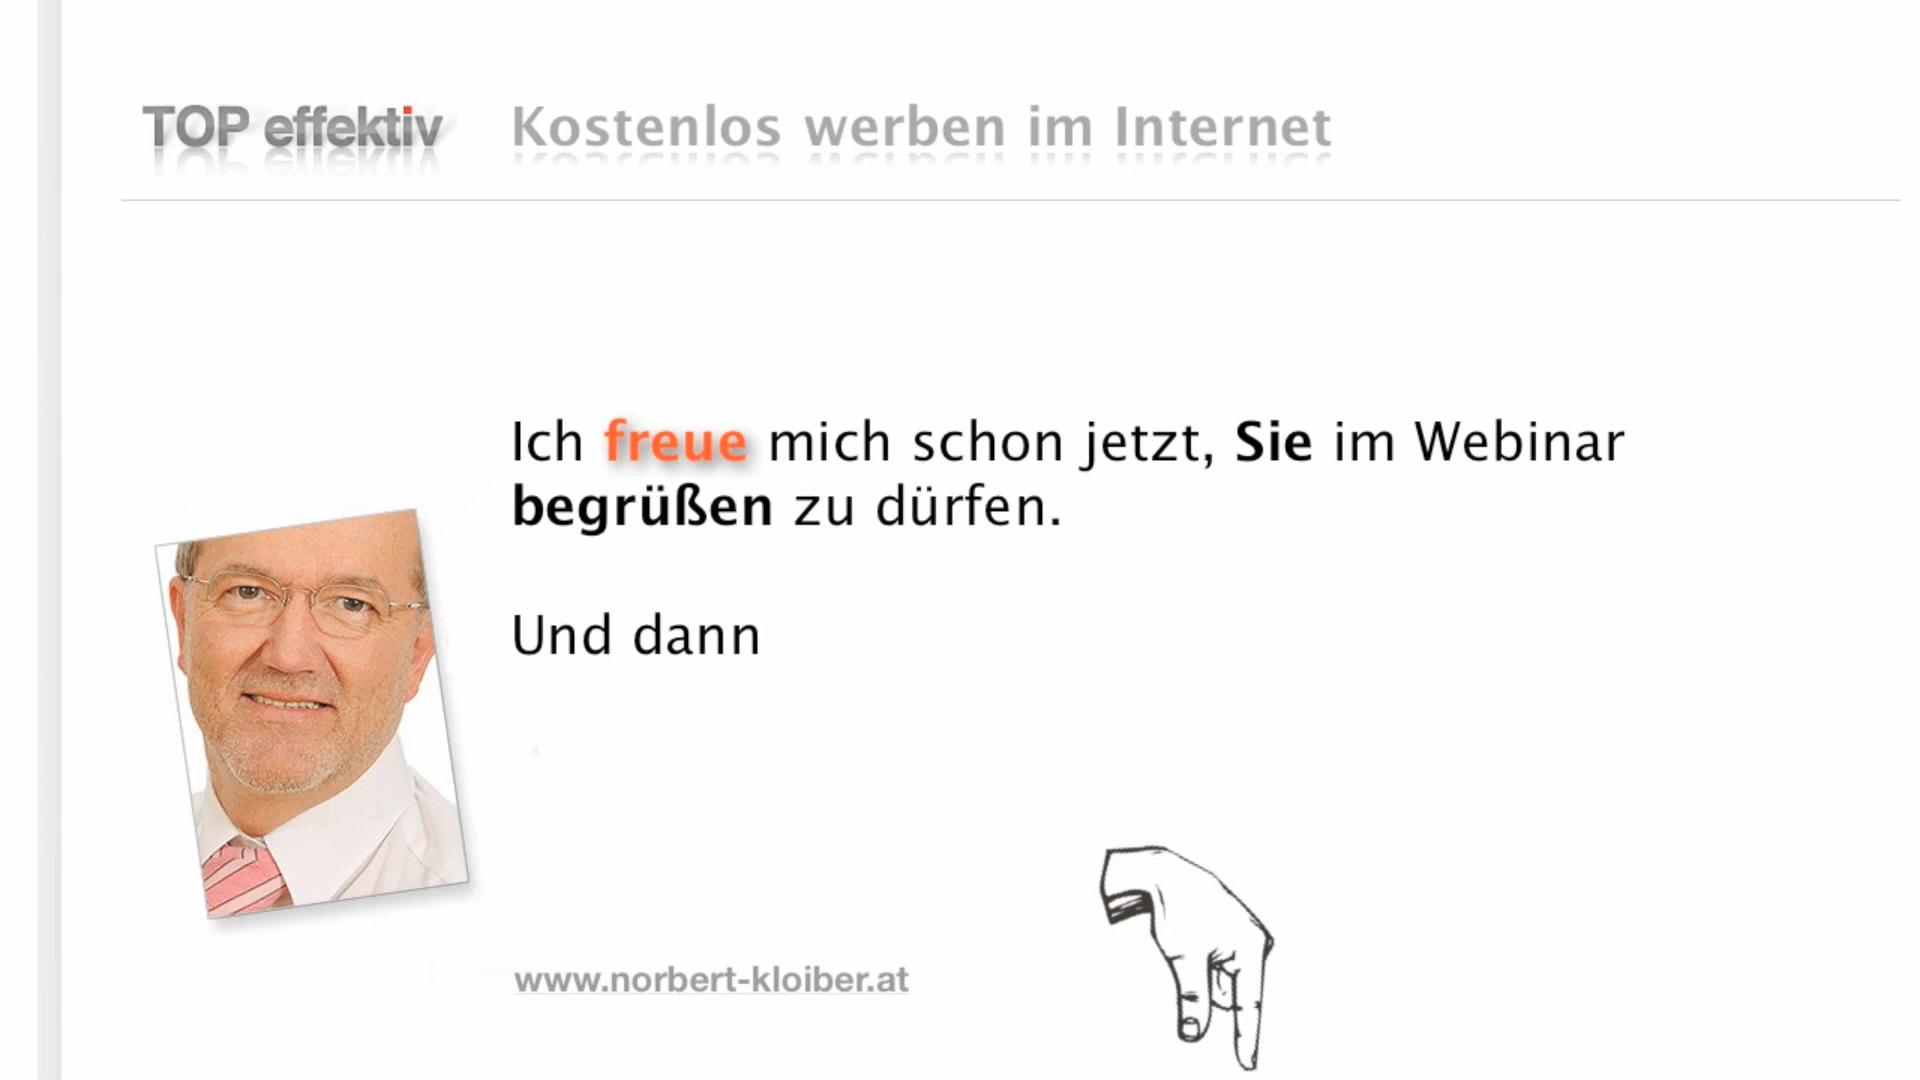 TOP effektiv
Kostenlos werben im Internet
Ich freue mich schon jetzt, Sie im Webinar
begrüßen zu dürfen.
Und dann
www.norbert-kloiber.at